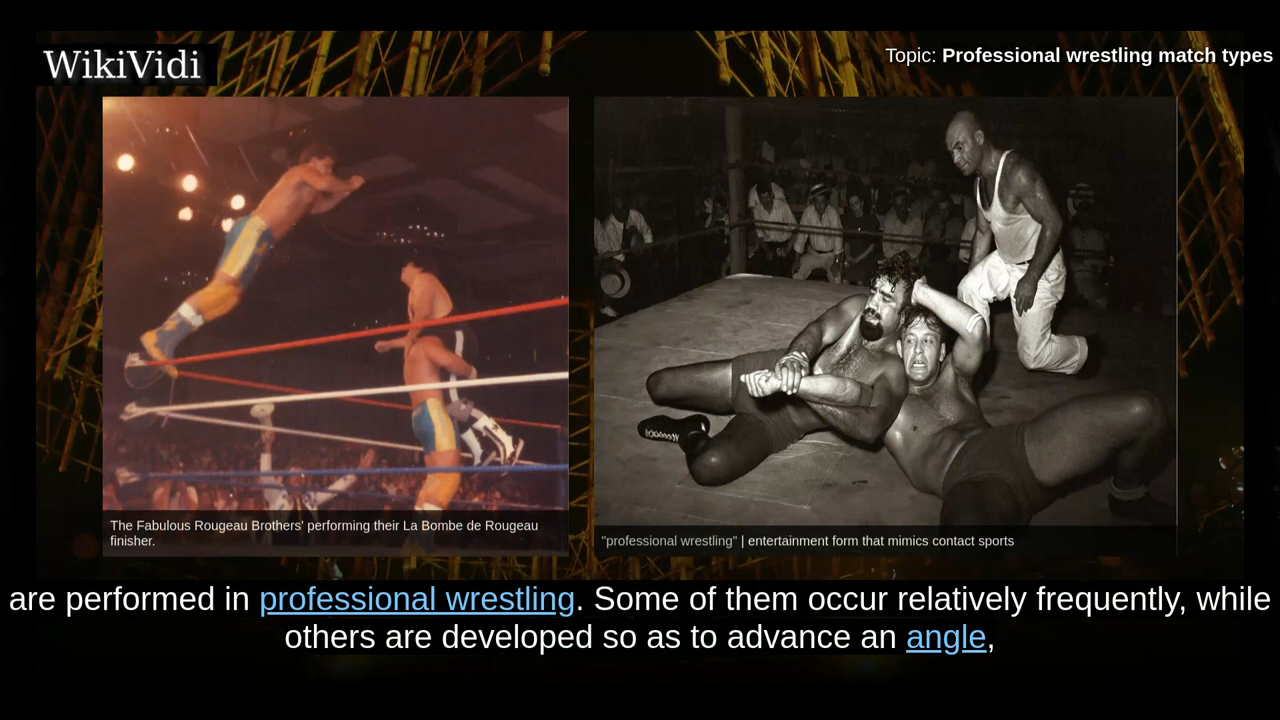 WikiVidi
Topic: Professional wrestling match types
The Fabulous Rougeau Brothers' performing their La Bombe de Rougeau
finisher.
"professional wrestling" | entertainment form that mimics contact sports
are performed in professional wrestling. Some of them occur relatively frequently, while
others are developed so as to advance an angle,